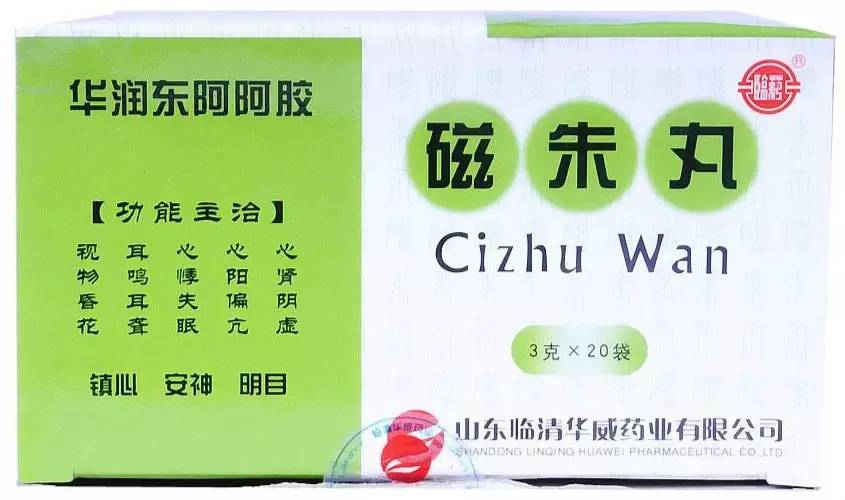 华润东阿阿胶
【功能主治】
心肾阴虚
心阳偏亢
心悸失眠
耳鸣耳聋
视物昏花
镇心 安神 明目
®
磁朱丸
Cizhu Wan
3克×20袋
山东临清华威药业有限公司
SHANDONG LINQING HUAWEI PHARMACEUTICAL CO.,LTD